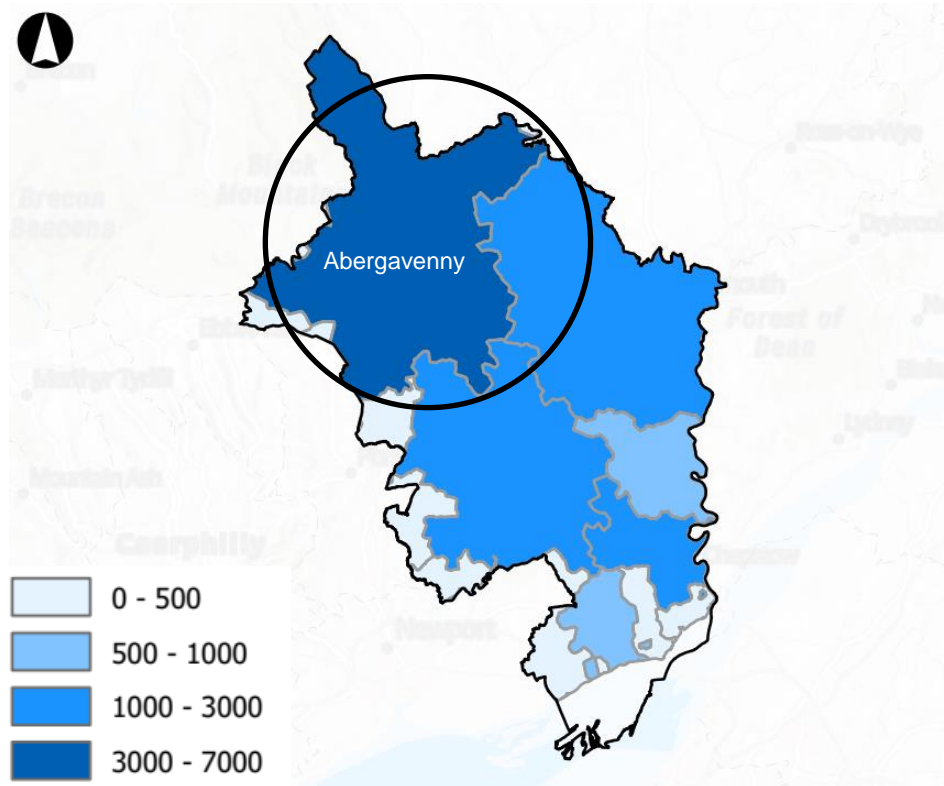 Brecon
Ross-on-Wye
Black
Mountains
Brecon
Beacons
Drybrook
Abergavenny
mouth
Forest of
Dean
Merthyr Tydfil
Lydney
Mountain Ash
Caerphilly
Chepstow
Newport
0 - 500
500 - 1000
1000 - 3000
3000 - 7000